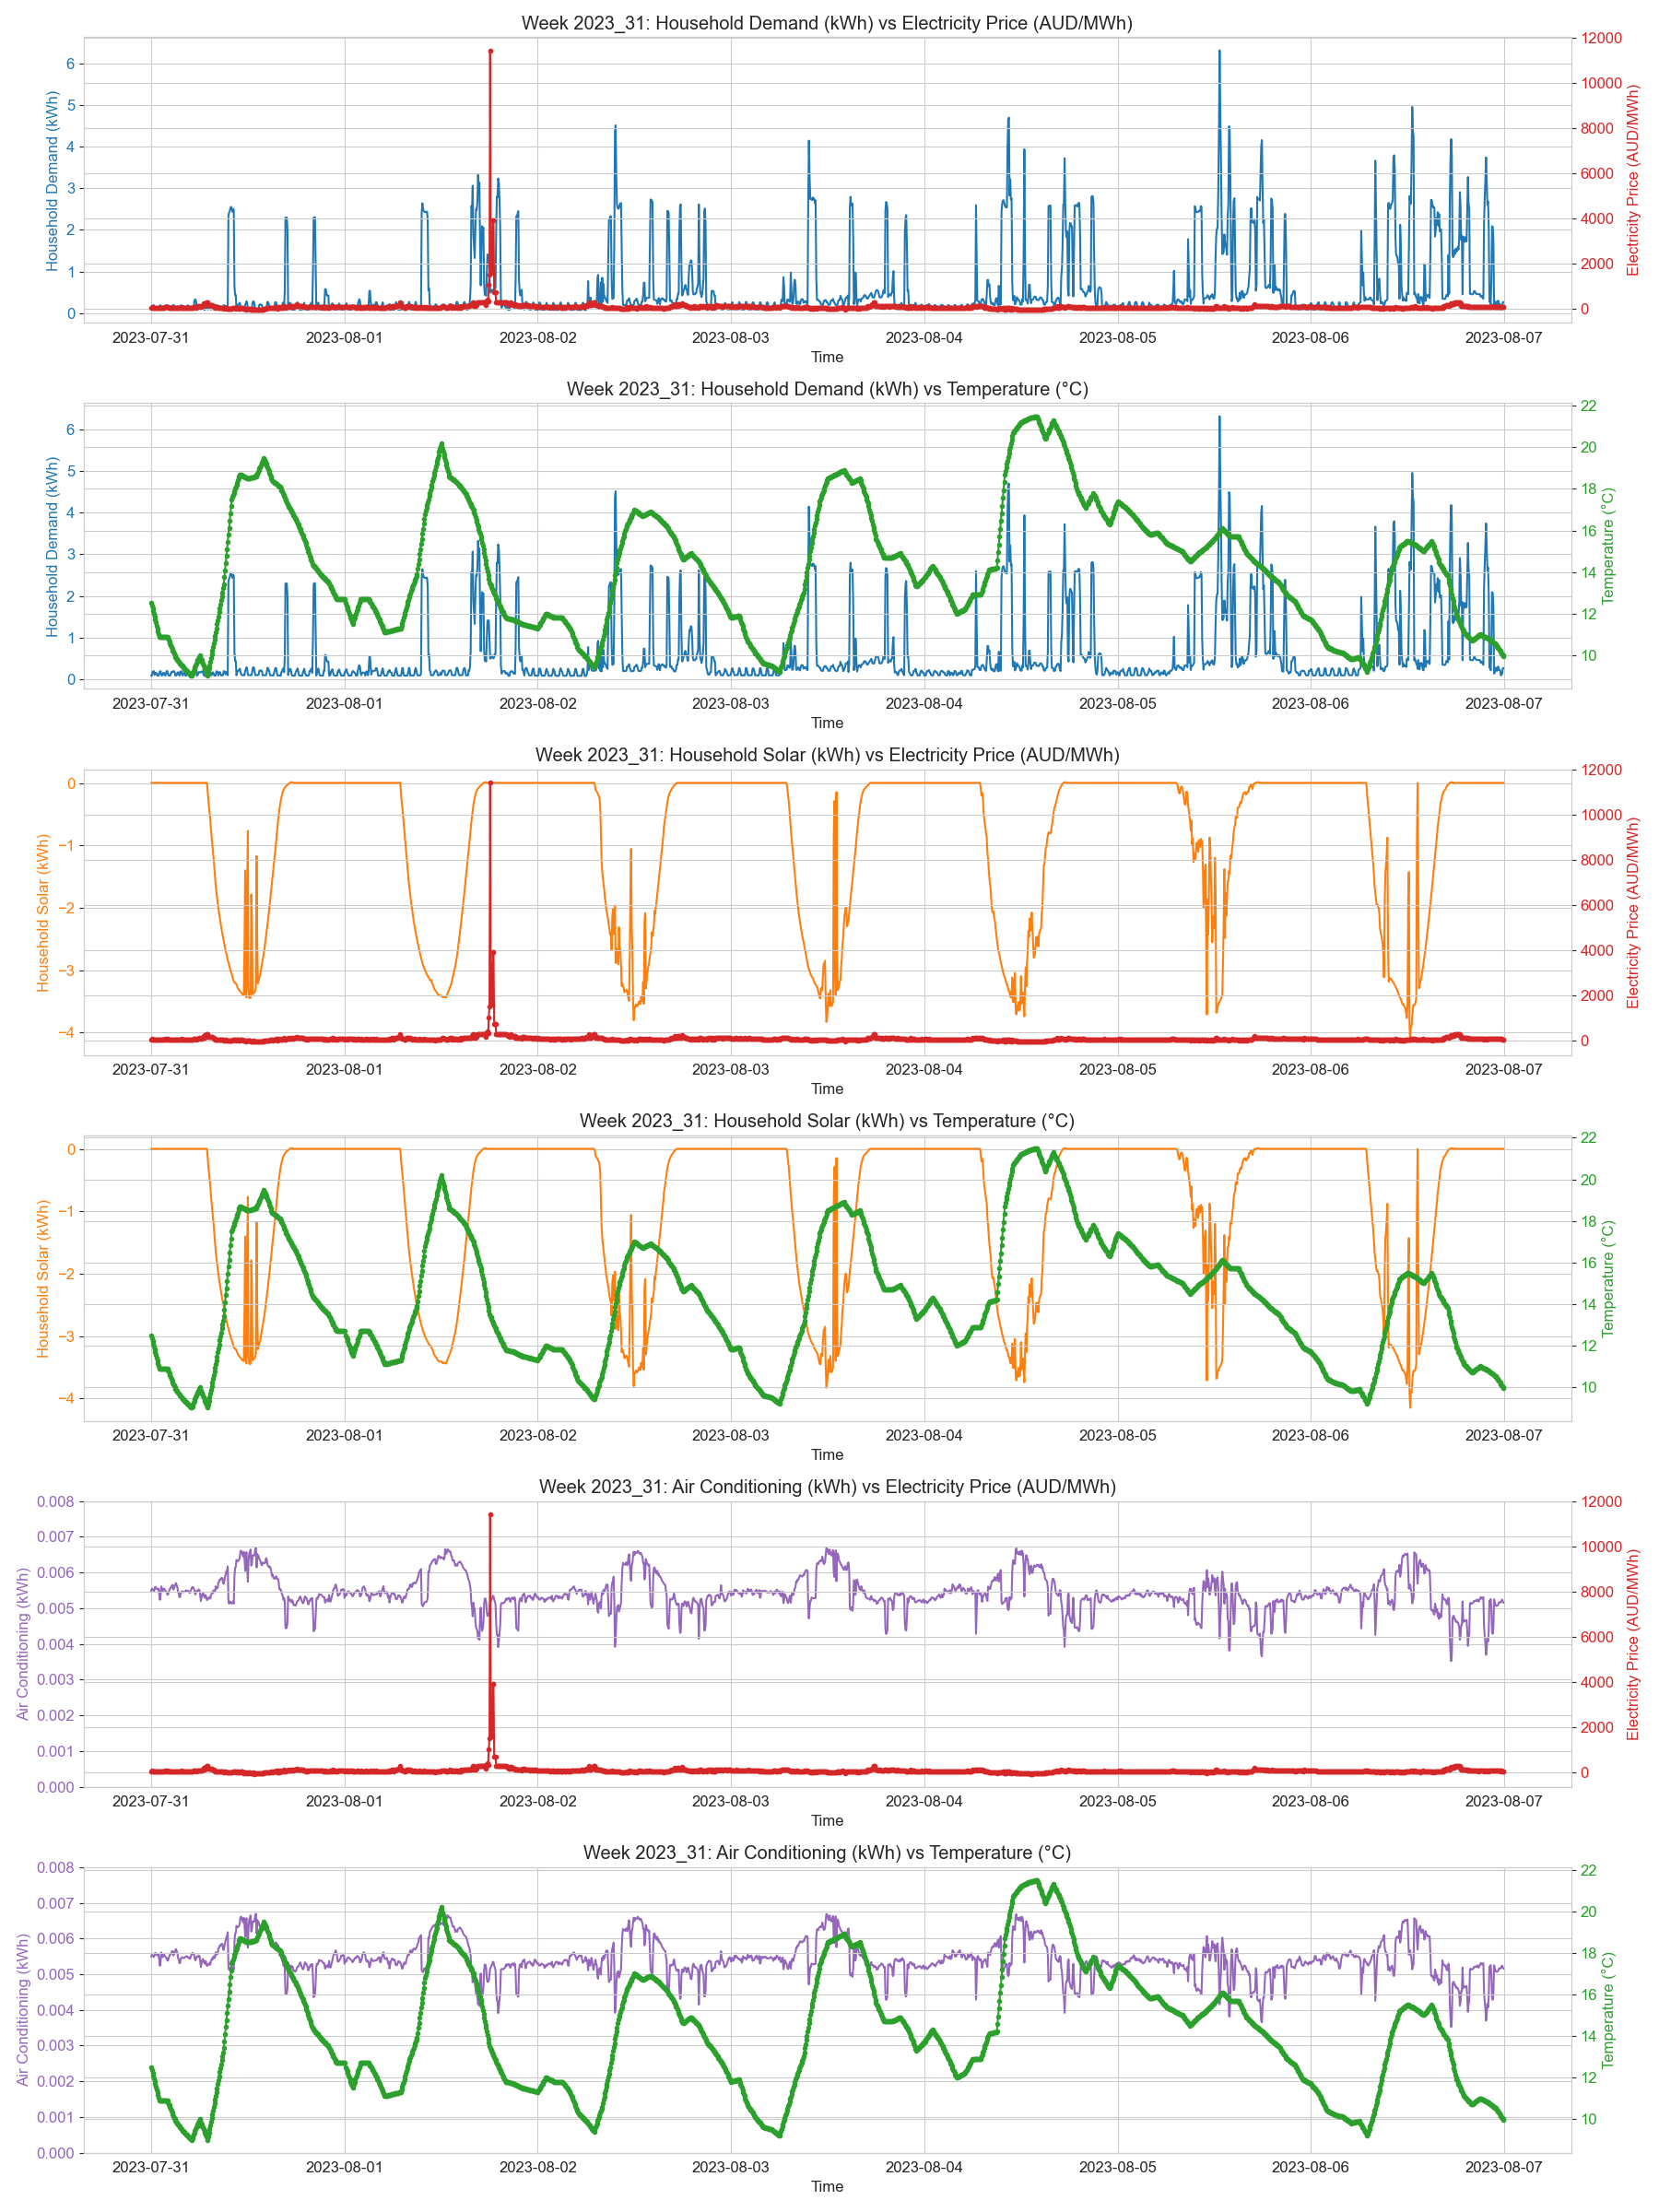 Week 2023_31: Household Demand (kWh) vs Electricity Price (AUD/MWh)
Household Demand (kWh)
6
5
4
3
2
1
0
12000
10000
8000
6000
4000
2000
0
Electricity Price (AUD/MWh)
2023-07-31 2023-08-01 2023-08-02 2023-08-03 2023-08-04 2023-08-05 2023-08-06 2023-08-07
Time
Week 2023_31: Household Demand (kWh) vs Temperature (°C)
Household Demand (kWh)
6
5
4
3
2
1
0
22
20
18
16
14
12
10
Temperature (°C)
2023-07-31 2023-08-01 2023-08-02 2023-08-03 2023-08-04 2023-08-05 2023-08-06 2023-08-07
Time
Week 2023_31: Household Solar (kWh) vs Electricity Price (AUD/MWh)
Household Solar (kWh)
0
−1
−2
−3
−4
12000
10000
8000
6000
4000
2000
0
Electricity Price (AUD/MWh)
2023-07-31 2023-08-01 2023-08-02 2023-08-03 2023-08-04 2023-08-05 2023-08-06 2023-08-07
Time
Week 2023_31: Household Solar (kWh) vs Temperature (°C)
Household Solar (kWh)
0
−1
−2
−3
−4
22
20
18
16
14
12
10
Temperature (°C)
2023-07-31 2023-08-01 2023-08-02 2023-08-03 2023-08-04 2023-08-05 2023-08-06 2023-08-07
Time
Week 2023_31: Air Conditioning (kWh) vs Electricity Price (AUD/MWh)
Air Conditioning (kWh)
0.008
0.007
0.006
0.005
0.004
0.003
0.002
0.001
0.000
12000
10000
8000
6000
4000
2000
0
Electricity Price (AUD/MWh)
2023-07-31 2023-08-01 2023-08-02 2023-08-03 2023-08-04 2023-08-05 2023-08-06 2023-08-07
Time
Week 2023_31: Air Conditioning (kWh) vs Temperature (°C)
Air Conditioning (kWh)
0.008
0.007
0.006
0.005
0.004
0.003
0.002
0.001
0.000
22
20
18
16
14
12
10
Temperature (°C)
2023-07-31 2023-08-01 2023-08-02 2023-08-03 2023-08-04 2023-08-05 2023-08-06 2023-08-07
Time